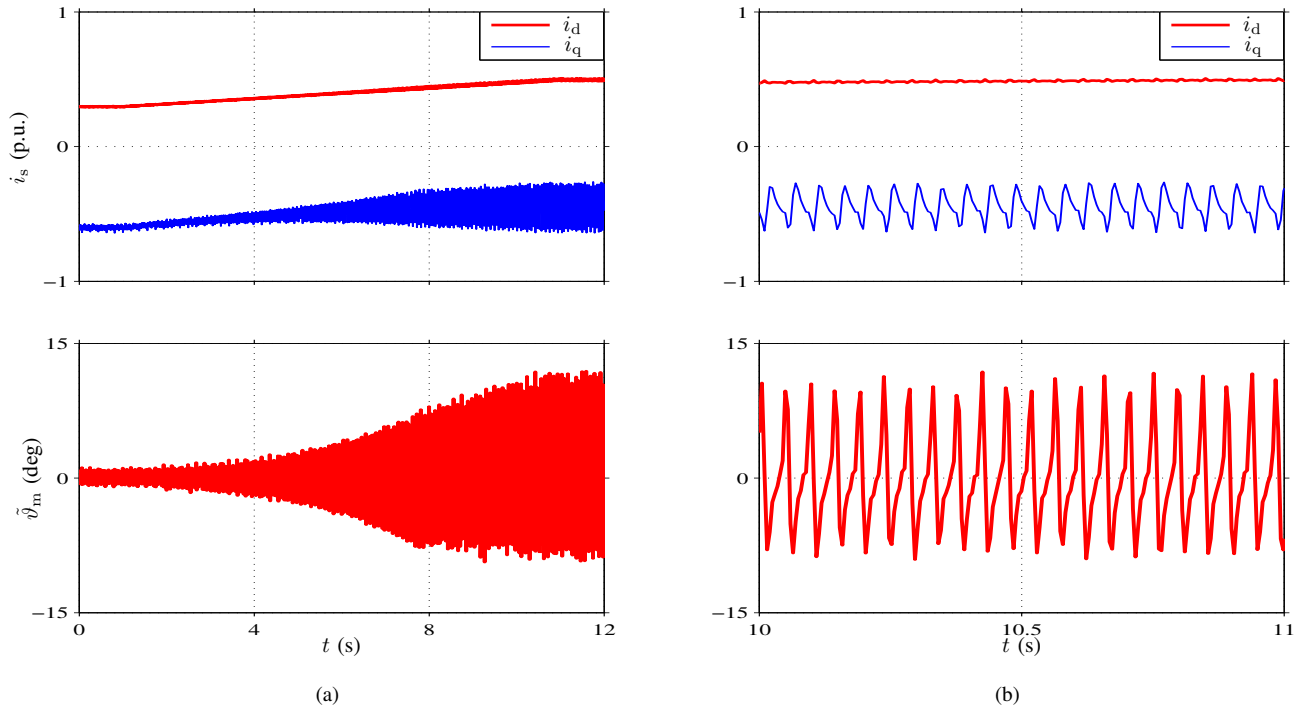 1
i_d
i_q
0
−1
i_s (p.u.)
15
0
−15
ϑ̃_m (deg)
0
4
8
12
t (s)
(a)
1
i_d
i_q
0
−1
15
0
−15
10
10.5
11
t (s)
(b)